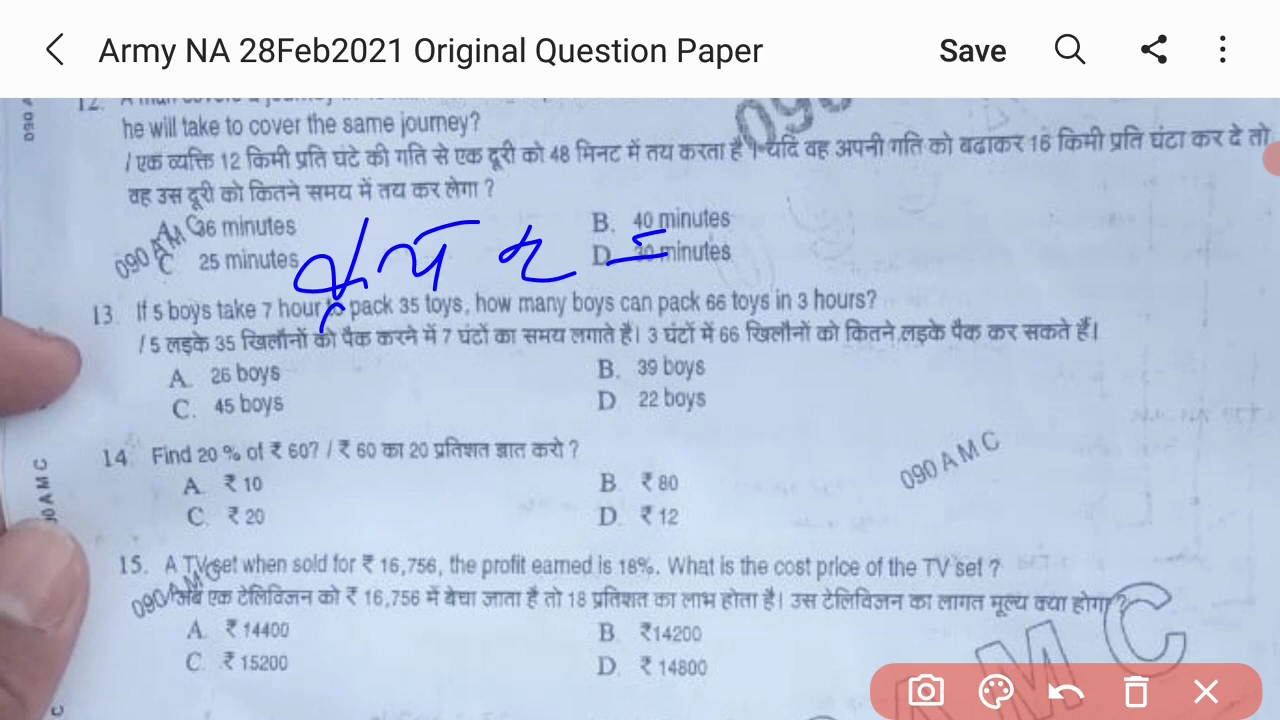 Army NA 28Feb2021 Original Question Paper Save
he will take to cover the same journey?
/ एक व्यक्ति 12 किमी प्रति घंटे की गति से एक दूरी को 48 मिनट में तय करता है । यदि वह अपनी गति को बढाकर 16 किमी प्रति घंटा कर दे तो
वह उस दूरी को कितने समय में तय कर लेगा ?
A. 36 minutes B. 40 minutes
C 25 minutes D. 30 minutes
090 A M C
13. If 5 boys take 7 hour to pack 35 toys, how many boys can pack 66 toys in 3 hours?
/ 5 लड़के 35 खिलौनों को पैक करने में 7 घंटों का समय लगाते है। 3 घंटों में 66 खिलौनों को कितने लड़के पैक कर सकते हैं।
A. 26 boys B. 39 boys
C. 45 boys D 22 boys
14 Find 20 % of ₹ 60? / ₹ 60 का 20 प्रतिशत ज्ञात करो ?
090 A M C
A. ₹ 10 B. ₹ 80
C. ₹ 20 D. ₹ 12
15. A TV set when sold for ₹ 16,756, the profit earned is 18%. What is the cost price of the TV set ?
एक टेलिविजन को ₹ 16,756 में बेचा जाता है तो 18 प्रतिशत का लाभ होता है। उस टेलिविजन का लागत मूल्य क्या होगा ?
A. ₹ 14400 B. ₹14200
C. ₹ 15200 D. ₹ 14800